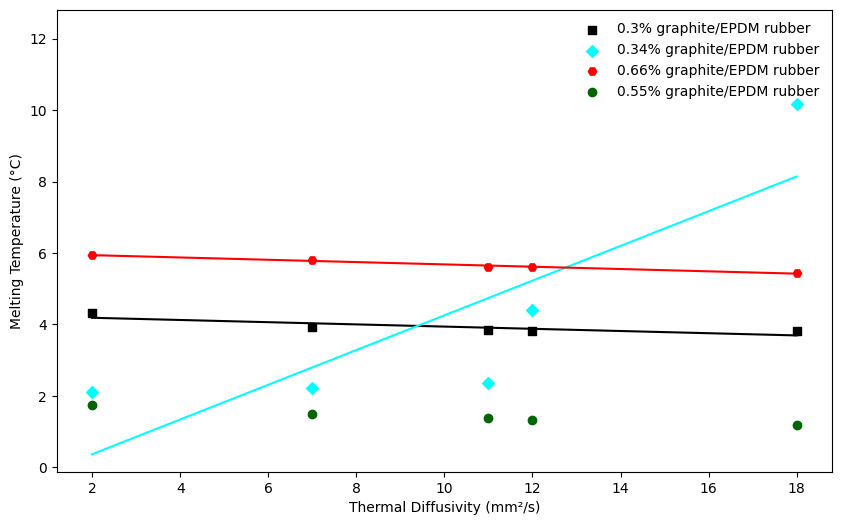 0.3% graphite/EPDM rubber
0.34% graphite/EPDM rubber
0.66% graphite/EPDM rubber
0.55% graphite/EPDM rubber
Melting Temperature (°C)
12
10
8
6
4
2
0
2 4 6 8 10 12 14 16 18
Thermal Diffusivity (mm²/s)